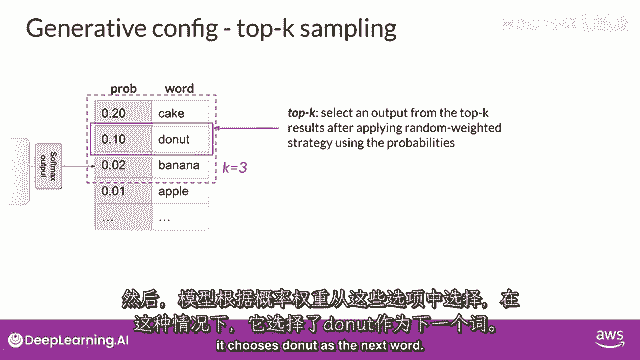 Generative config - top-k sampling
prob word
0.20 cake
0.10 donut
0.02 banana
0.01 apple
... ...
Softmax output
k=3
top-k: select an output from the top-k
results after applying random-weighted
strategy using the probabilities
然后，模型根据概率权重从这些选项中选择，在
这种情况下，它选择了donut作为下一个词。
it chooses donut as the next word.
DeepLearning.AI
aws